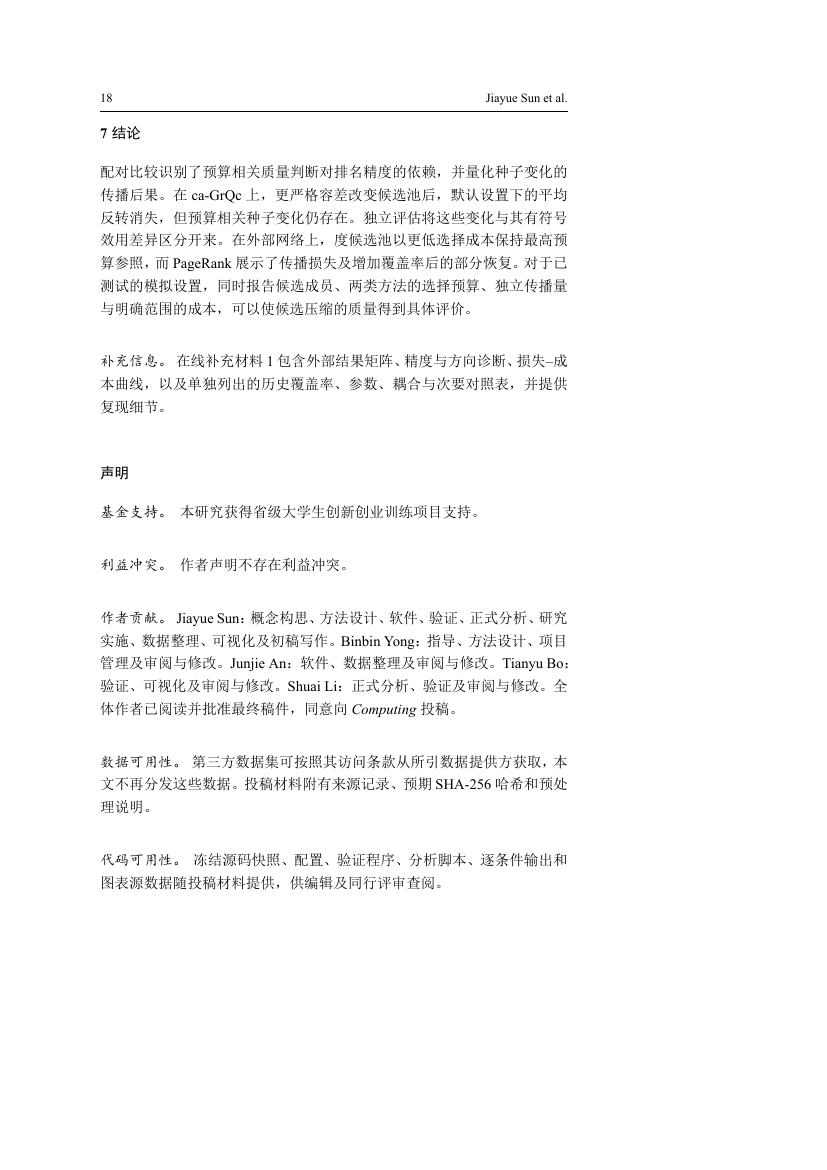 18
Jiayue Sun et al.
7 结论
配对比较识别了预算相关质量判断对排名精度的依赖，并量化种子变化的
传播后果。在 ca-GrQc 上，更严格容差改变候选池后，默认设置下的平均
反转消失，但预算相关种子变化仍存在。独立评估将这些变化与其有符号
效用差异区分开来。在外部网络上，度候选池以更低选择成本保持最高预
算参照，而 PageRank 展示了传播损失及增加覆盖率后的部分恢复。对于已
测试的模拟设置，同时报告候选成员、两类方法的选择预算、独立传播量
与明确范围的成本，可以使候选压缩的质量得到具体评价。
补充信息。 在线补充材料 1 包含外部结果矩阵、精度与方向诊断、损失–成
本曲线，以及单独列出的历史覆盖率、参数、耦合与次要对照表，并提供
复现细节。
声明
基金支持。 本研究获得省级大学生创新创业训练项目支持。
利益冲突。 作者声明不存在利益冲突。
作者贡献。 Jiayue Sun：概念构思、方法设计、软件、验证、正式分析、研究
实施、数据整理、可视化及初稿写作。Binbin Yong：指导、方法设计、项目
管理及审阅与修改。Junjie An：软件、数据整理及审阅与修改。Tianyu Bo：
验证、可视化及审阅与修改。Shuai Li：正式分析、验证及审阅与修改。全
体作者已阅读并批准最终稿件，同意向 Computing 投稿。
数据可用性。 第三方数据集可按照其访问条款从所引数据提供方获取，本
文不再分发这些数据。投稿材料附有来源记录、预期 SHA-256 哈希和预处
理说明。
代码可用性。 冻结源码快照、配置、验证程序、分析脚本、逐条件输出和
图表源数据随投稿材料提供，供编辑及同行评审查阅。